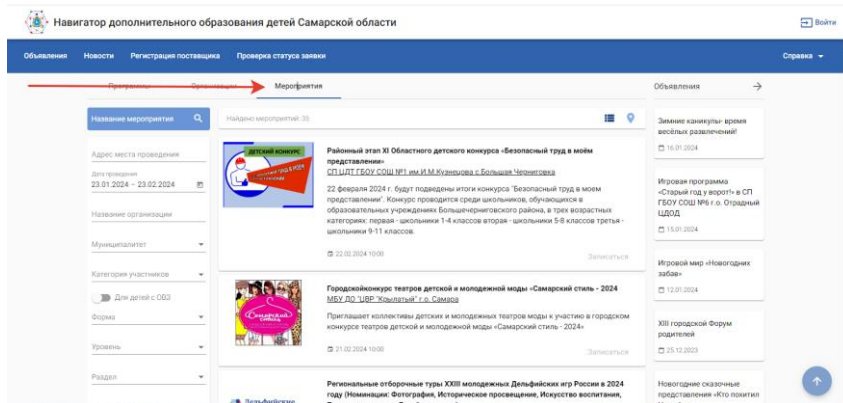 Навигатор дополнительного образования детей Самарской области
Войти
Объявления Новости Регистрация поставщика Проверка статуса заявки
Справка
Программы Организации Мероприятия
Объявления
Название мероприятия
Адрес места проведения
Дата проведения
23.01.2024 – 23.02.2024
Название организации
Муниципалитет
Категория участников
Для детей с ОВЗ
Форма
Уровень
Раздел
Найдено мероприятий:
ДЕТСКИЙ КОНКУРС
Районный этап XI Областного детского конкурса «Безопасный труд в моём
представлении»
СП ЦДТ ГБОУ СОШ №1 им.И.М.Кузнецова с.Большая Черниговка
22 февраля 2024 г. будут подведены итоги конкурса "Безопасный труд в моем
представлении". Конкурс проводится среди школьников, обучающихся в
образовательных учреждениях Большечерниговского района, в трех возрастных
категориях: первая - школьники 1-4 классов вторая - школьники 5-8 классов третья -
школьники 9-11 классов.
22.02.2024 10:00
Записаться
Городскойконкурс театров детской и молодежной моды «Самарский стиль - 2024
МБУ ДО "ЦВР "Крылатый" г.о. Самара
Приглашает коллективы детских и молодежных театров моды к участию в городском
конкурсе театров детской и молодежной моды «Самарский стиль - 2024»
21.02.2024 10:00
Записаться
Дельфийские
Региональные отборочные туры XXIII молодежных Дельфийских игр России в 2024
году (Номинации: Фотография, Историческое просвещение, Искусство воспитания,
Зимние каникулы- время
весёлых развлечений!
16.01.2024
Игровая программа
«Старый год у ворот!» в СП
ГБОУ СОШ №6 г.о. Отрадный
ЦДОД
15.01.2024
Игровой мир «Новогодних
забав»
12.01.2024
XIII городской Форум
родителей
25.12.2023
Новогодние сказочные
представления «Кто похитил